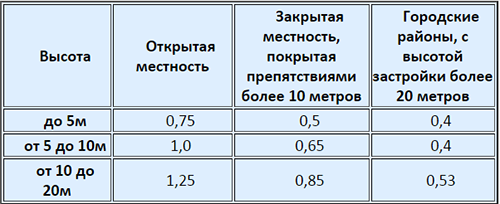 Высота
Открытая
местность
Закрытая
местность,
покрытая
препятствиями
более 10 метров
Городские
районы, с
высотой
застройки более
20 метров
до 5м 0,75 0,5 0,4
от 5 до 10м 1,0 0,65 0,4
от 10 до
20м
1,25 0,85 0,53